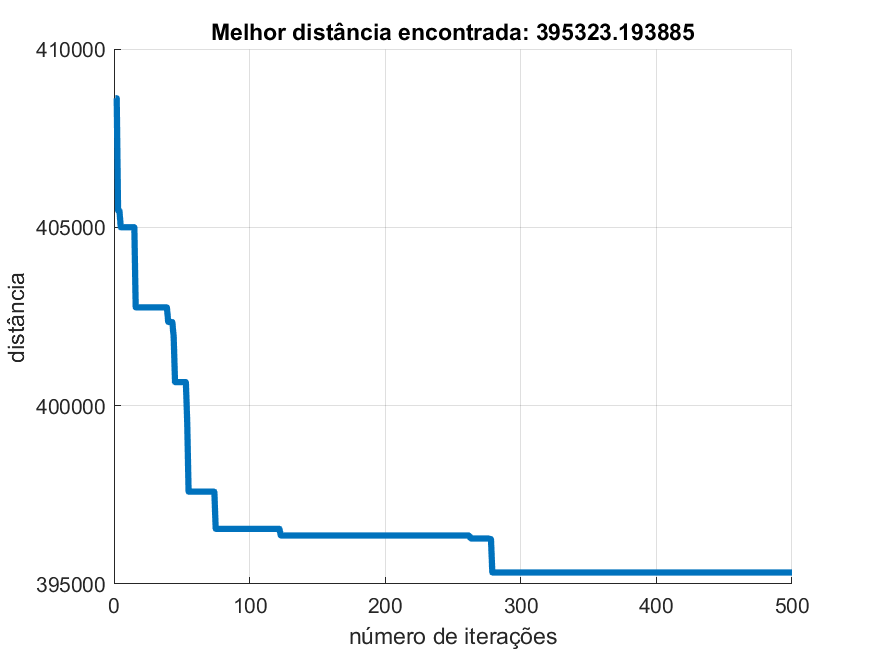 Melhor distância encontrada: 395323.193885
410000
405000
400000
395000
distância
0 100 200 300 400 500
número de iterações